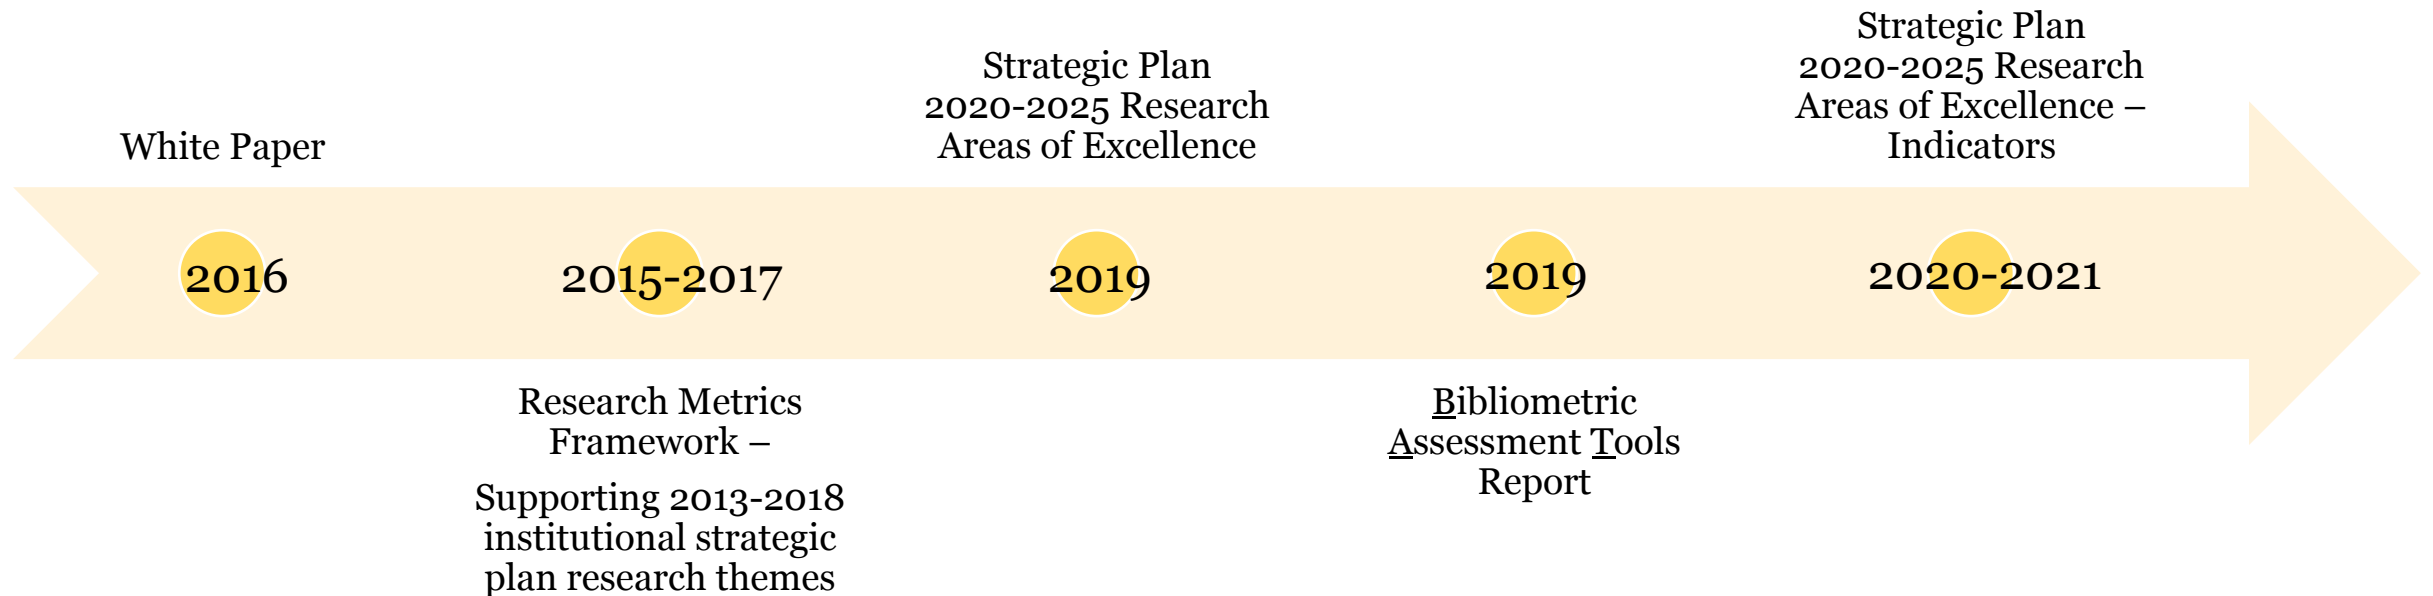 White Paper
2016
2015-2017
Research Metrics
Framework –
Supporting 2013-2018
institutional strategic
plan research themes
Strategic Plan
2020-2025 Research
Areas of Excellence
2019
2019
Bibliometric
Assessment Tools
Report
Strategic Plan
2020-2025 Research
Areas of Excellence –
Indicators
2020-2021